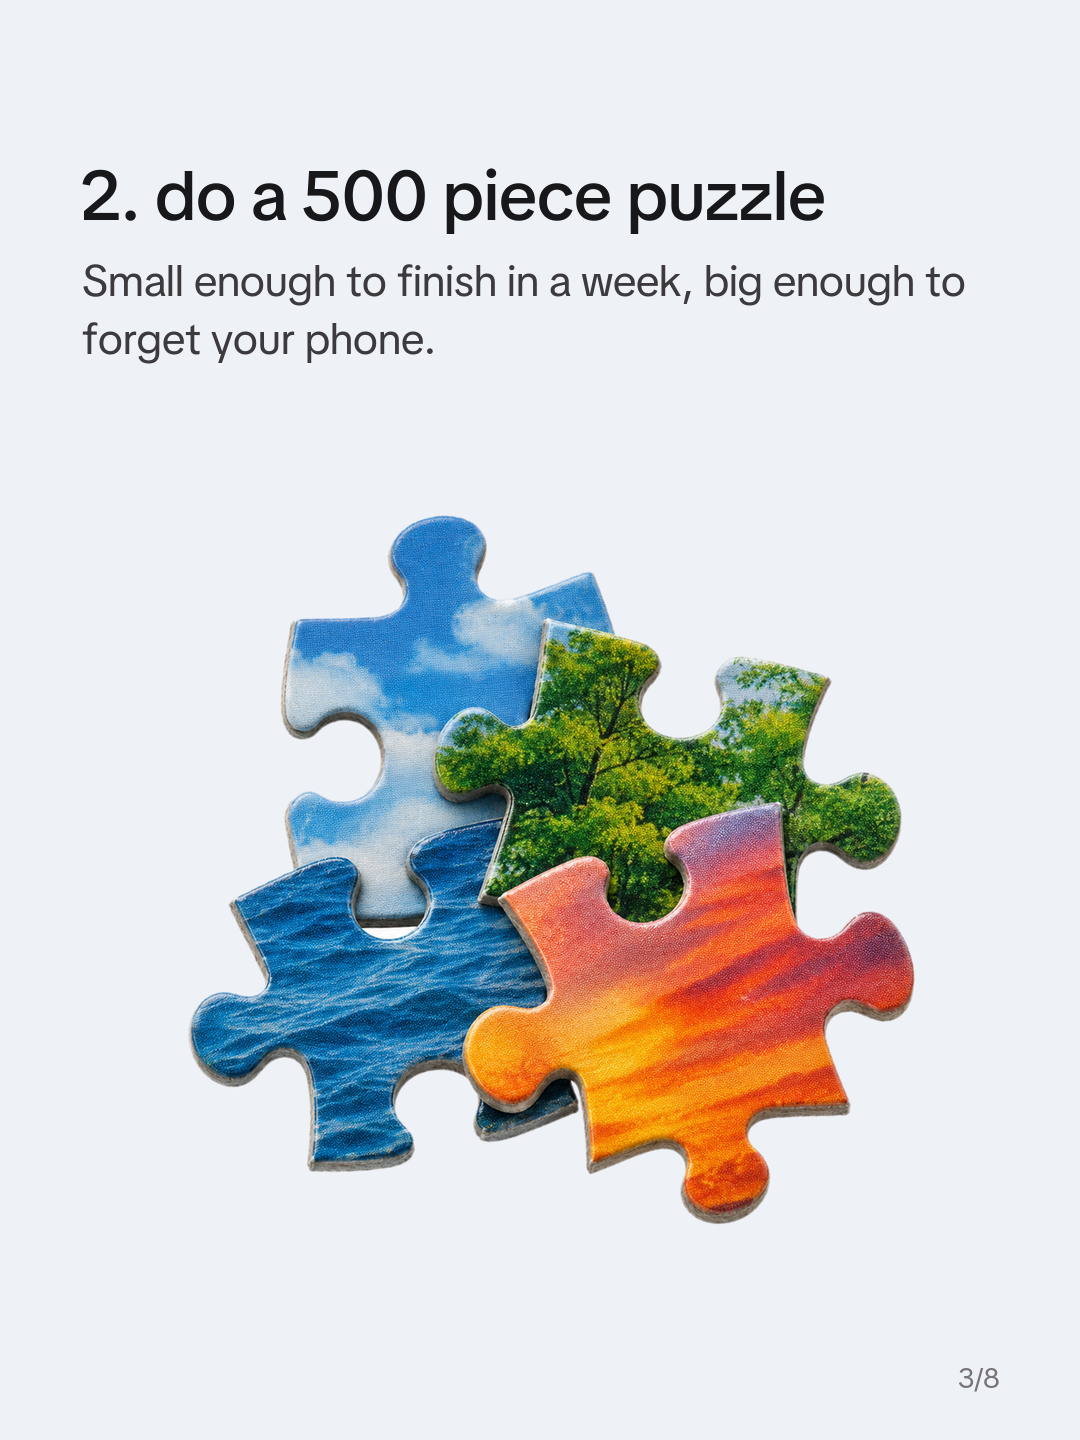 2. do a 500 piece puzzle
Small enough to finish in a week, big enough to
forget your phone.
3/8